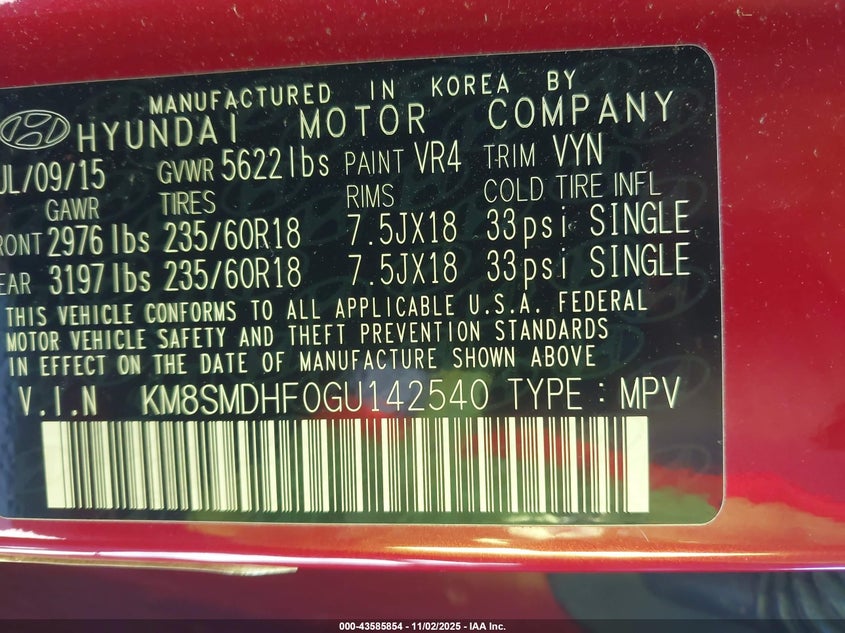 MANUFACTURED IN KOREA BY
HYUNDAI MOTOR COMPANY
UL/09/15 GVWR 5622lbs PAINT VR4 TRIM VYN
GAWR TIRES RIMS COLD TIRE INFL
RONT 2976 lbs 235/60R18 7.5JX18 33psi SINGLE
EAR 3197 lbs 235/60R18 7.5JX18 33psi SINGLE
THIS VEHICLE CONFORMS TO ALL APPLICABLE U.S.A. FEDERAL
MOTOR VEHICLE SAFETY AND THEFT PREVENTION STANDARDS
IN EFFECT ON THE DATE OF MANUFACTURE SHOWN ABOVE
V.I.N KM8SMDHF0GU142540 TYPE : MPV
000-43585854 - 11/02/2025 - IAA Inc.